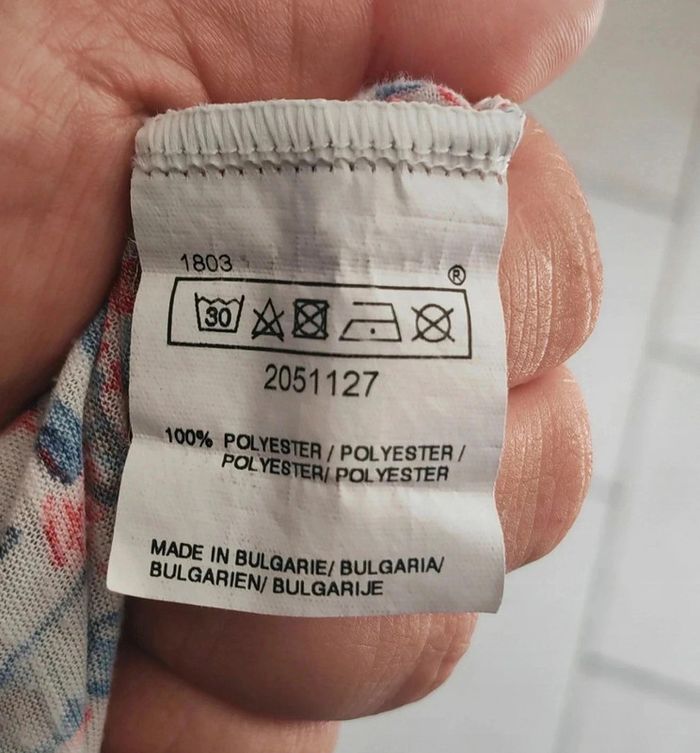 1803
®
30
2051127
100% POLYESTER / POLYESTER /
POLYESTER/ POLYESTER
MADE IN BULGARIE/ BULGARIA/
BULGARIEN/ BULGARIJE